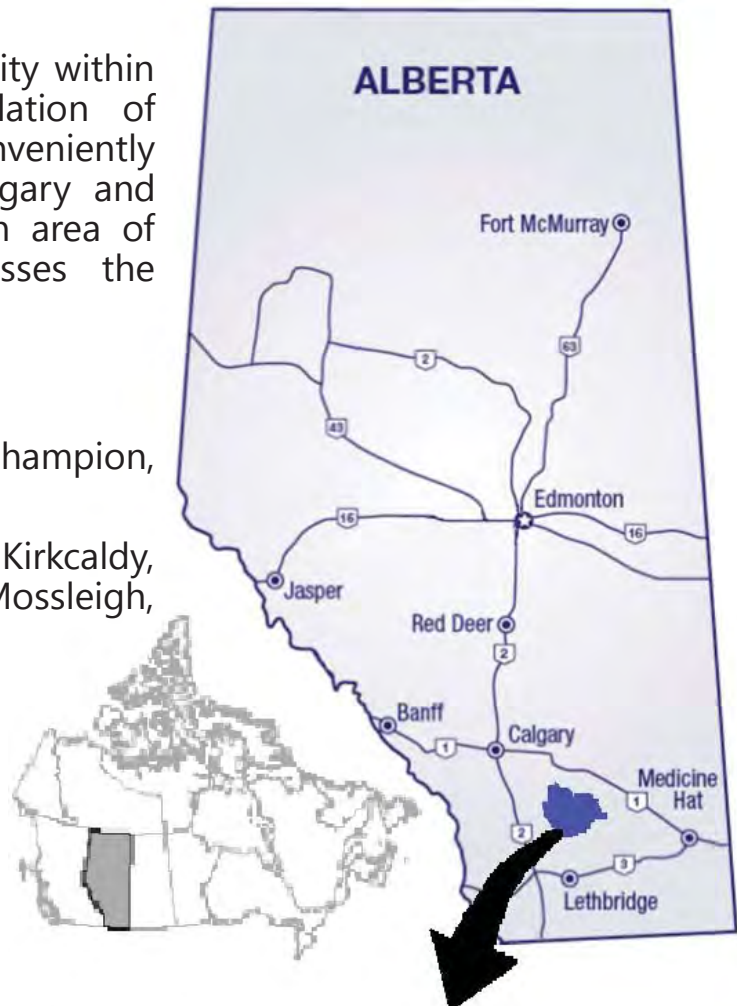 ity within
lation of
nveniently
gary and
n area of
sses the
hampion,
Kirkcaldy,
Mossleigh,
ALBERTA
Fort McMurray
63
2
43
Edmonton
16
16
Jasper
Red Deer
2
Banff
1
Calgary
Medicine
Hat
1
2
3
Lethbridge